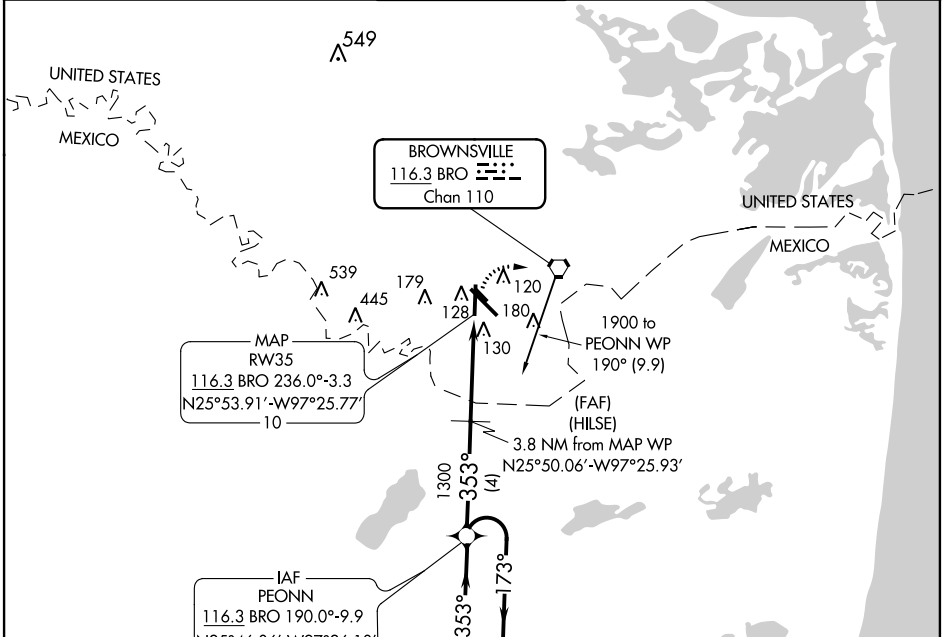 549
UNITED STATES
MEXICO
BROWNSVILLE
116.3 BRO
Chan 110
UNITED STATES
MEXICO
539
445
179
128
120
180
130
1900 to
PEONN WP
190° (9.9)
MAP
RW35
116.3 BRO 236.0°-3.3
N25°53.91'-W97°25.77'
10
(FAF)
(HILSE)
3.8 NM from MAP WP
N25°50.06'-W97°25.93'
1300
353°
(4)
IAF
PEONN
116.3 BRO 190.0°-9.9
353°
173°